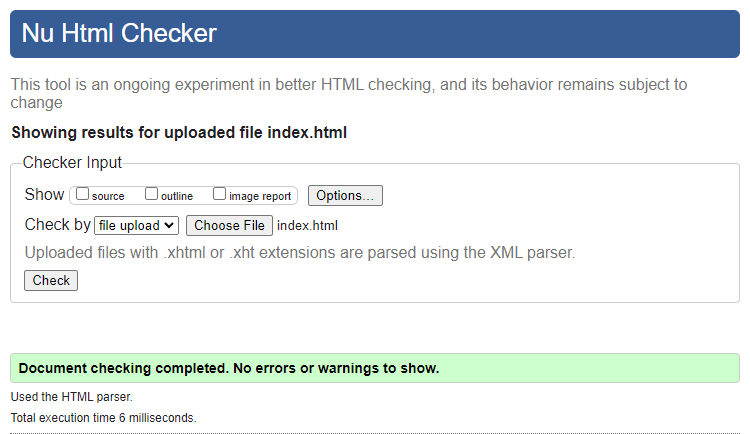 Nu Html Checker
This tool is an ongoing experiment in better HTML checking, and its behavior remains subject to
change
Showing results for uploaded file index.html
Checker Input
Show source outline image report Options...
Check by file upload Choose File index.html
Uploaded files with .xhtml or .xht extensions are parsed using the XML parser.
Check
Document checking completed. No errors or warnings to show.
Used the HTML parser.
Total execution time 6 milliseconds.